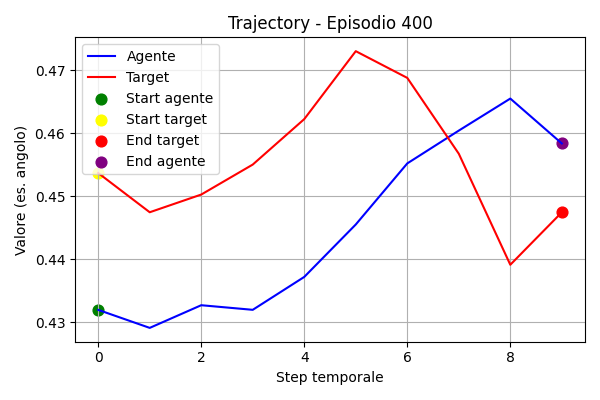 Trajectory - Episodio 400
Agente
Target
Start agente
Start target
End target
End agente
Valore (es. angolo)
0.47
0.46
0.45
0.44
0.43
0 2 4 6 8
Step temporale